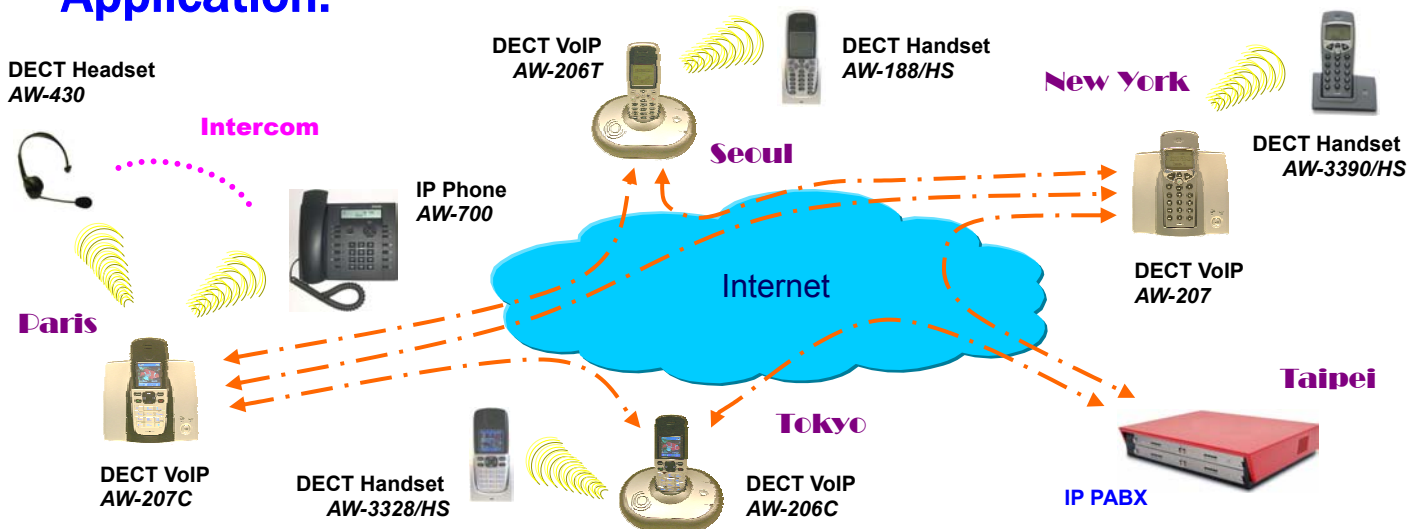 Application:
DECT Headset
AW-430
Intercom
IP Phone
AW-700
DECT VoIP
AW-206T
DECT Handset
AW-188/HS
Seoul
New York
DECT Handset
AW-3390/HS
DECT VoIP
AW-207
Internet
Paris
DECT VoIP
AW-207C
DECT Handset
AW-3328/HS
Tokyo
DECT VoIP
AW-206C
Taipei
IP PABX